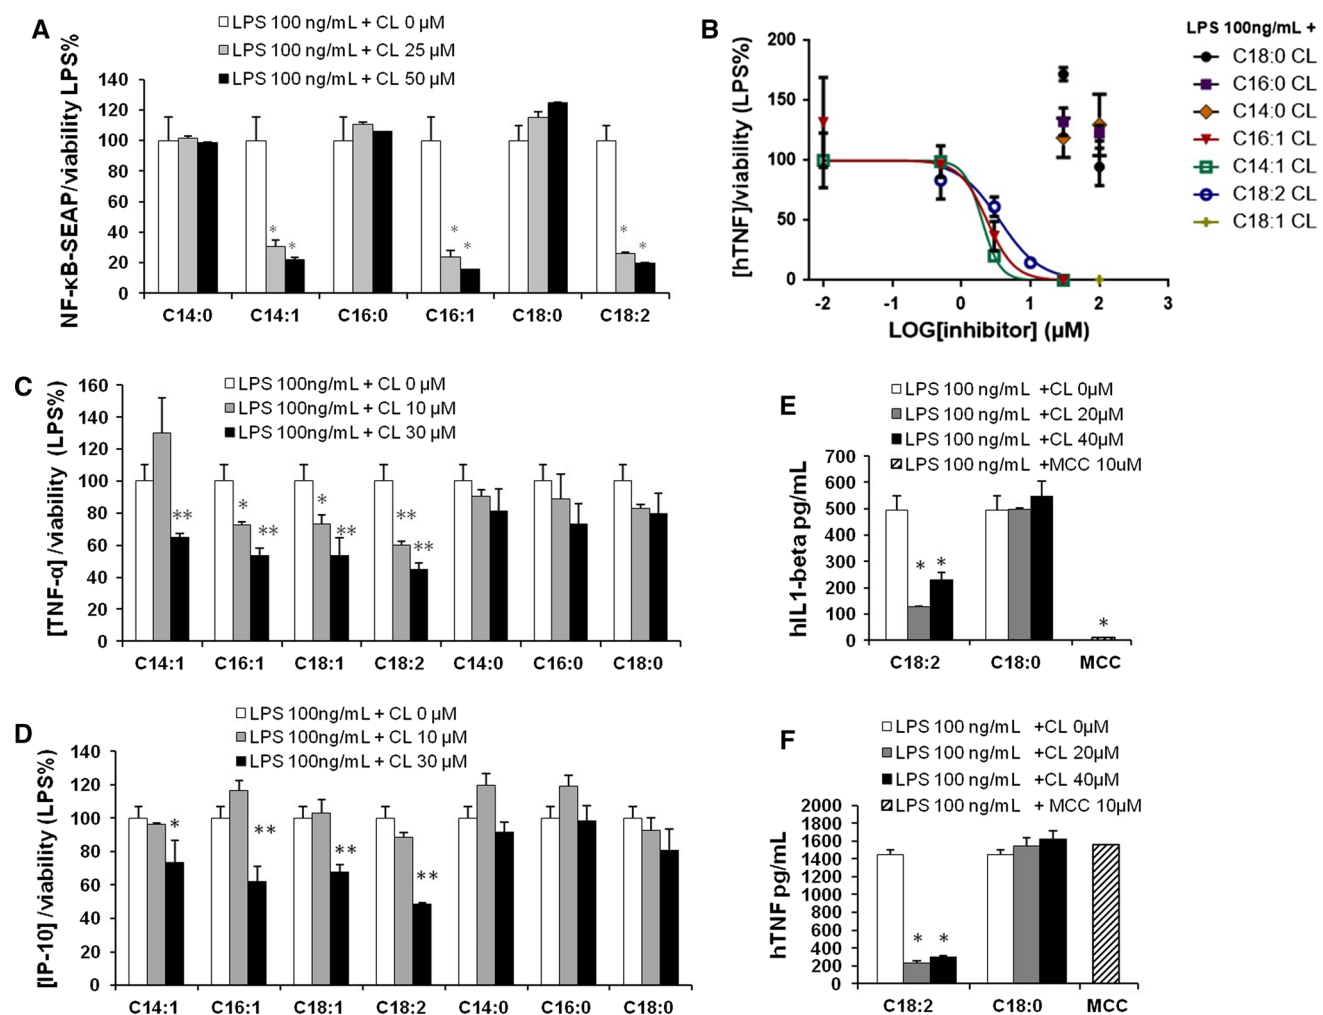 A
LPS 100 ng/mL + CL 0 µM
LPS 100 ng/mL + CL 25 µM
LPS 100 ng/mL + CL 50 µM
NF-κB-SEAP/viability LPS%
140
120
100
80
60
40
20
0
* * * * * *
C14:0 C14:1 C16:0 C16:1 C18:0 C18:2
B
LPS 100ng/mL +
C18:0 CL
C16:0 CL
C14:0 CL
C16:1 CL
C14:1 CL
C18:2 CL
C18:1 CL
[hTNF]/viability (LPS%)
200
150
100
50
0
-2 -1 0 1 2 3
LOG[inhibitor] (µM)
C
LPS 100ng/mL + CL 0 µM
LPS 100ng/mL + CL 10 µM
LPS 100ng/mL + CL 30 µM
[TNF-α] /viability (LPS%)
160
140
120
100
80
60
40
20
0
** * ** * ** ** **
C14:1 C16:1 C18:1 C18:2 C14:0 C16:0 C18:0
D
LPS 100ng/mL + CL 0 µM
LPS 100ng/mL + CL 10 µM
LPS 100ng/mL + CL 30 µM
[IP-10] /viability (LPS%)
140
120
100
80
60
40
20
0
* ** ** **
C14:1 C16:1 C18:1 C18:2 C14:0 C16:0 C18:0
E
LPS 100 ng/mL +CL 0µM
LPS 100 ng/mL +CL 20µM
LPS 100 ng/mL +CL 40µM
LPS 100 ng/mL +MCC 10uM
hIL1-beta pg/mL
700
600
500
400
300
200
100
0
* * *
C18:2 C18:0 MCC
F
LPS 100 ng/mL +CL 0µM
LPS 100 ng/mL +CL 20µM
LPS 100 ng/mL +CL 40µM
LPS 100 ng/mL + MCC 10µM
hTNF pg/mL
2000
1800
1600
1400
1200
1000
800
600
400
200
0
* *
C18:2 C18:0 MCC